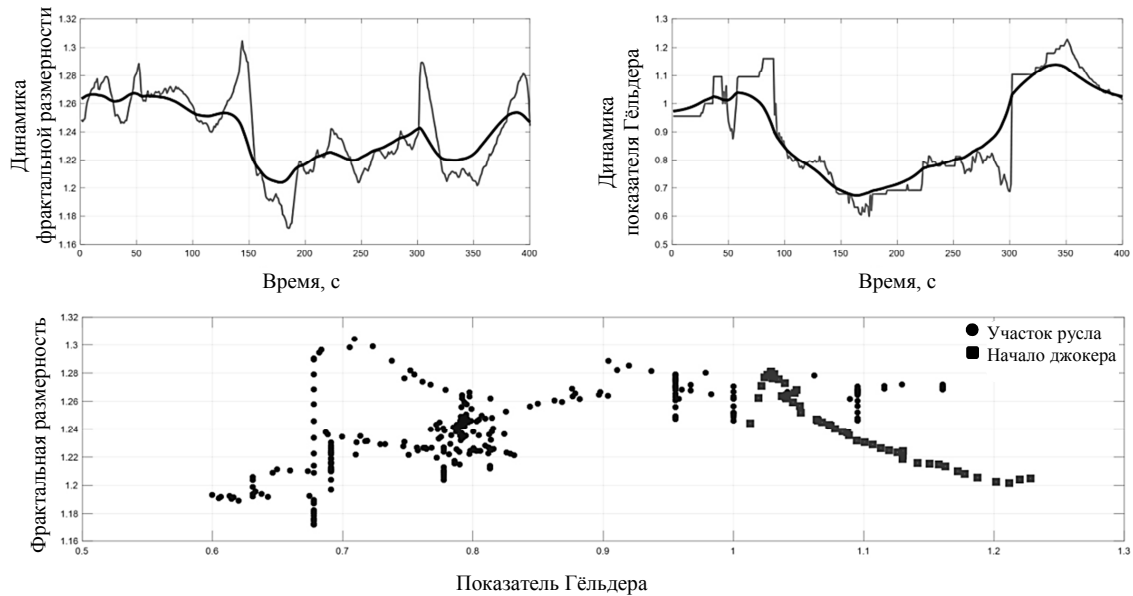 1.32
1.3
1.28
1.26
1.24
1.22
1.2
1.18
1.16
0 50 100 150 200 250 300 350 400
Динамика
фрактальной размерности
Время, с
1.3
1.2
1.1
1
0.9
0.8
0.7
0.6
0.5
0 50 100 150 200 250 300 350 400
Динамика
показателя Гёльдера
Время, с
1.32
1.3
1.28
1.26
1.24
1.22
1.2
1.18
1.16
0.5 0.6 0.7 0.8 0.9 1 1.1 1.2 1.3
Фрактальная размерность
Участок русла
Начало джокера
Показатель Гёльдера